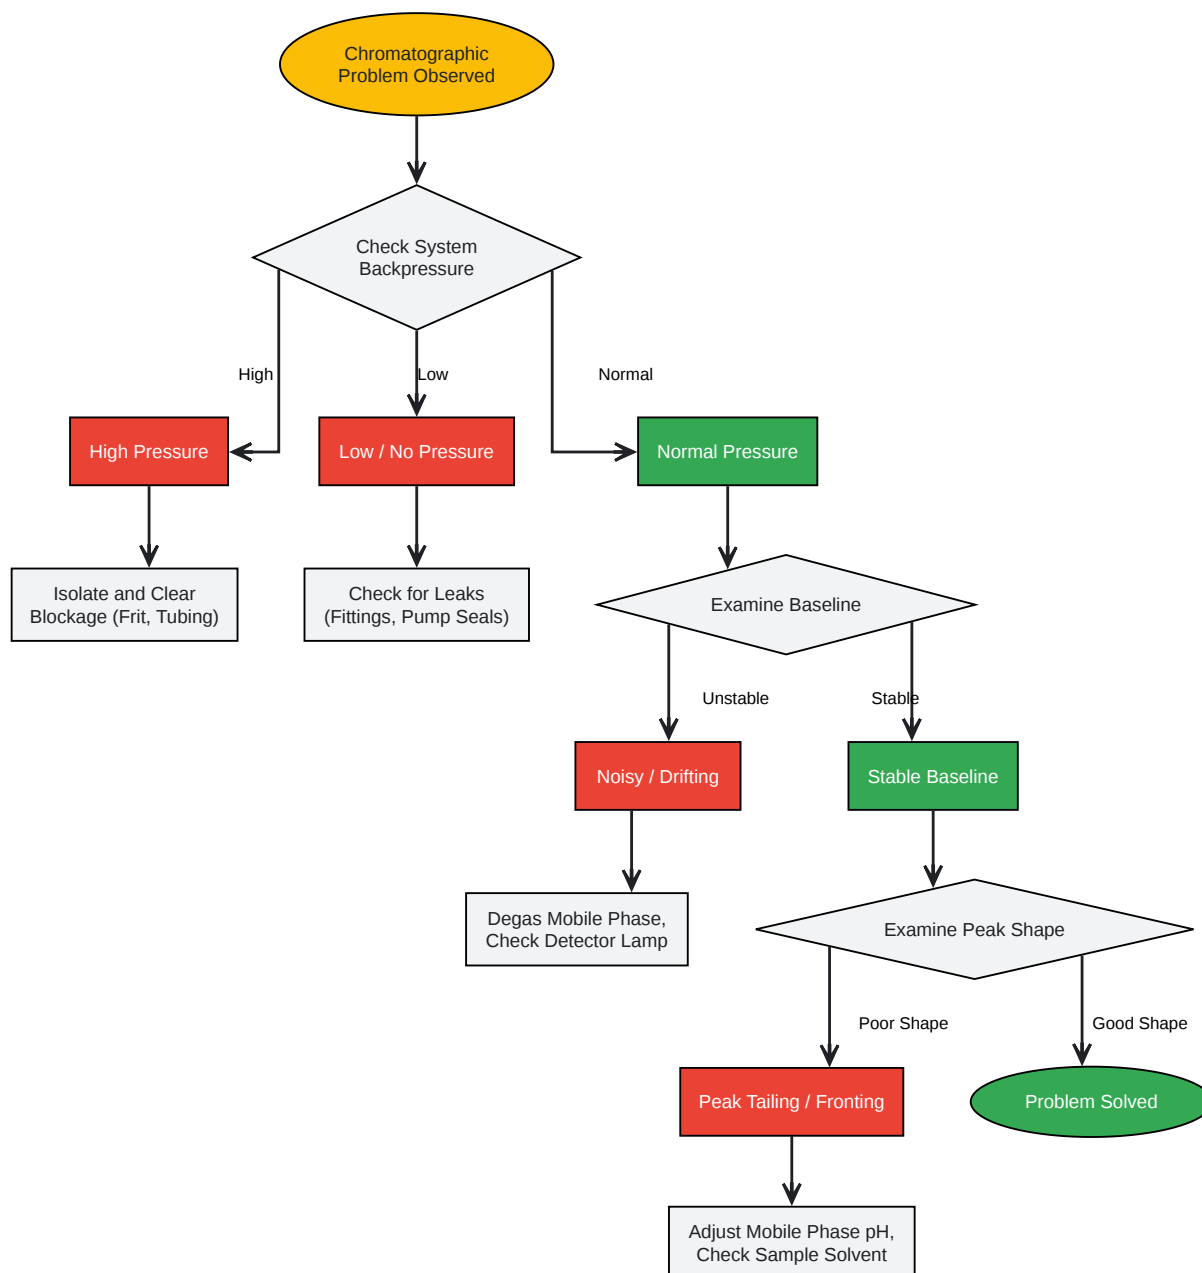 Chromatographic
Problem Observed
Check System
Backpressure
High
Low
Normal
High Pressure
Low / No Pressure
Normal Pressure
Isolate and Clear
Blockage (Frit, Tubing)
Check for Leaks
(Fittings, Pump Seals)
Examine Baseline
Unstable
Stable
Noisy / Drifting
Stable Baseline
Degas Mobile Phase,
Check Detector Lamp
Examine Peak Shape
Poor Shape
Good Shape
Peak Tailing / Fronting
Problem Solved
Adjust Mobile Phase pH,
Check Sample Solvent